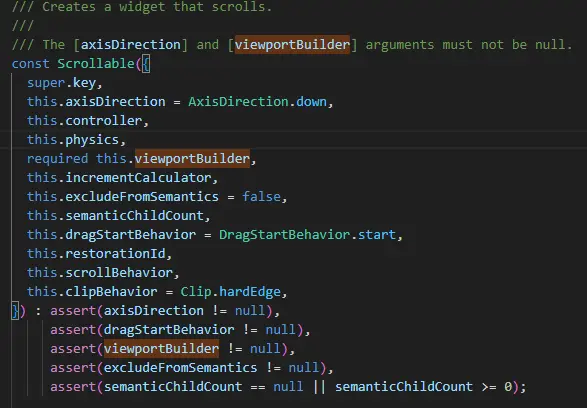 /// Creates a widget that scrolls.
///
/// The [axisDirection] and [viewportBuilder] arguments must not be null.
const Scrollable({
super.key,
this.axisDirection = AxisDirection.down,
this.controller,
this.physics,
required this.viewportBuilder,
this.incrementCalculator,
this.excludeFromSemantics = false,
this.semanticChildCount,
this.dragStartBehavior = DragStartBehavior.start,
this.restorationId,
this.scrollBehavior,
this.clipBehavior = Clip.hardEdge,
}) : assert(axisDirection != null),
assert(dragStartBehavior != null),
assert(viewportBuilder != null),
assert(excludeFromSemantics != null),
assert(semanticChildCount == null || semanticChildCount >= 0);